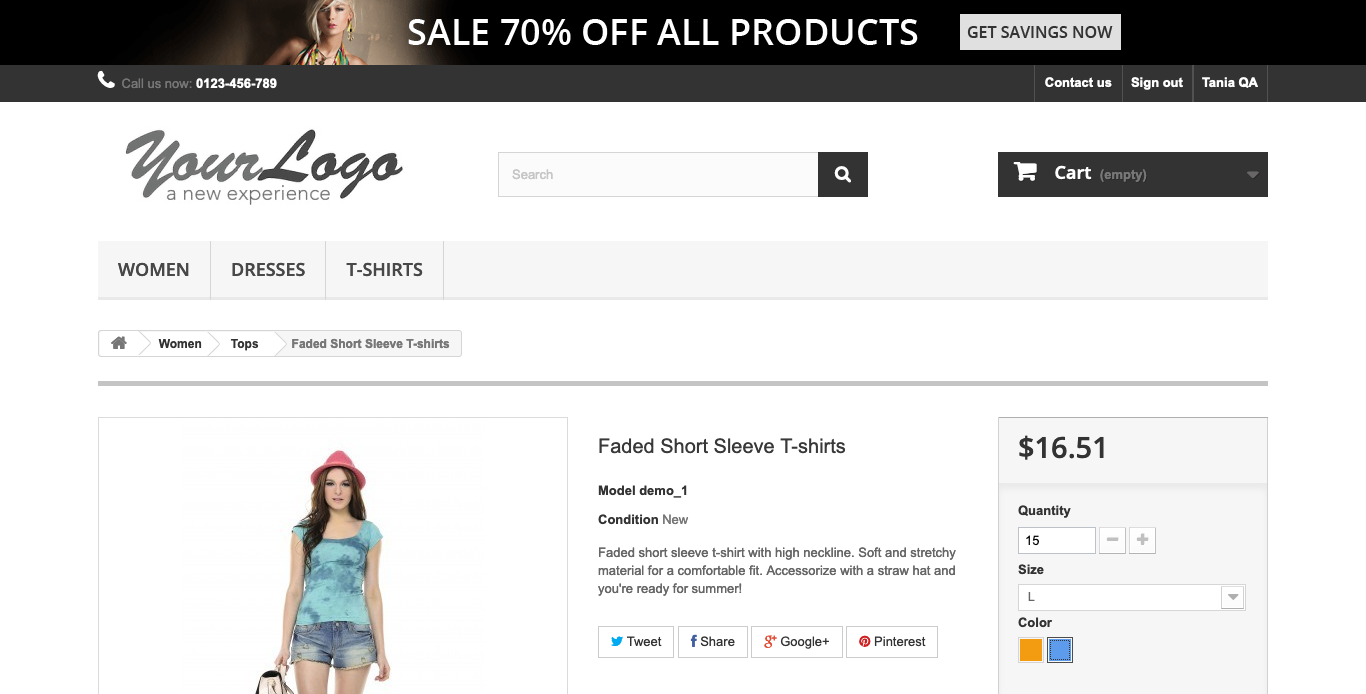 SALE 70% OFF ALL PRODUCTS GET SAVINGS NOW
Call us now: 0123-456-789 Contact us Sign out Tania QA
YourLogo
a new experience
Search
Cart (empty)
WOMEN DRESSES T-SHIRTS
Women Tops Faded Short Sleeve T-shirts
Faded Short Sleeve T-shirts
Model demo_1
Condition New
Faded short sleeve t-shirt with high neckline. Soft and stretchy
material for a comfortable fit. Accessorize with a straw hat and
you're ready for summer!
Tweet Share Google+ Pinterest
$16.51
Quantity
15
Size
L
Color